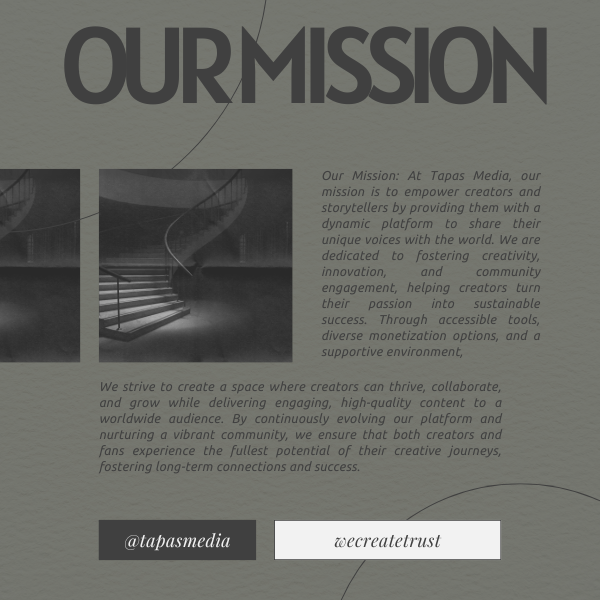 OUR MISSION
Our Mission: At Tapas Media, our
mission is to empower creators and
storytellers by providing them with a
dynamic platform to share their
unique voices with the world. We are
dedicated to fostering creativity,
innovation, and community
engagement, helping creators turn
their passion into sustainable
success. Through accessible tools,
diverse monetization options, and a
supportive environment,
We strive to create a space where creators can thrive, collaborate,
and grow while delivering engaging, high-quality content to a
worldwide audience. By continuously evolving our platform and
nurturing a vibrant community, we ensure that both creators and
fans experience the fullest potential of their creative journeys,
fostering long-term connections and success.
@tapasmedia
wecreatetrust